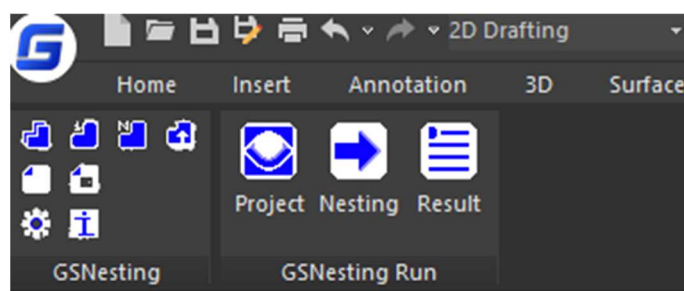 2D Drafting
Home Insert Annotation 3D Surface
Project Nesting Result
GSNesting GSNesting Run